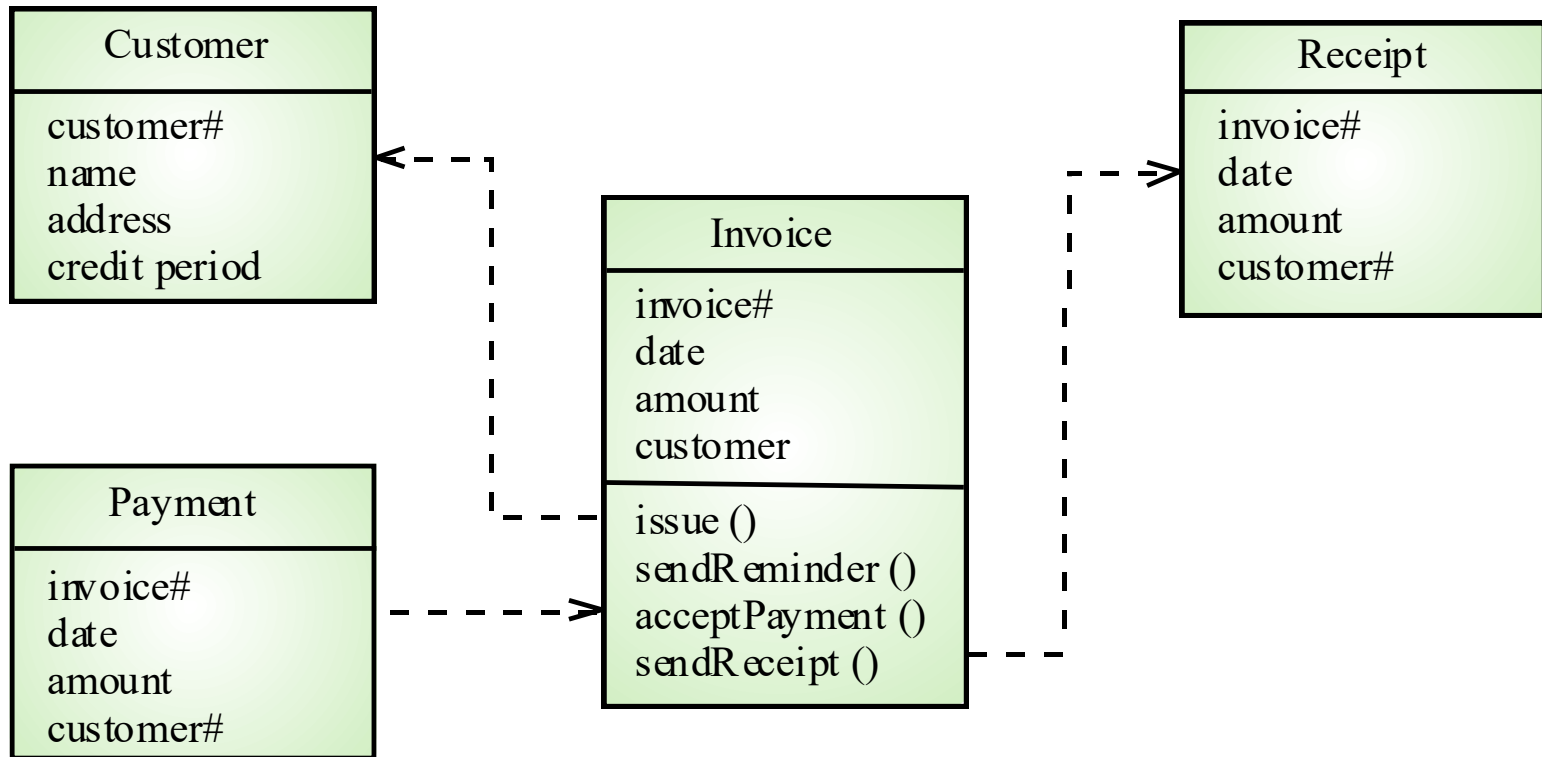 Customer
customer#
name
address
credit period
Payment
invoice#
date
amount
customer#
Invoice
invoice#
date
amount
customer
issue ()
sendReminder ()
acceptPayment ()
sendReceipt ()
Receipt
invoice#
date
amount
customer#